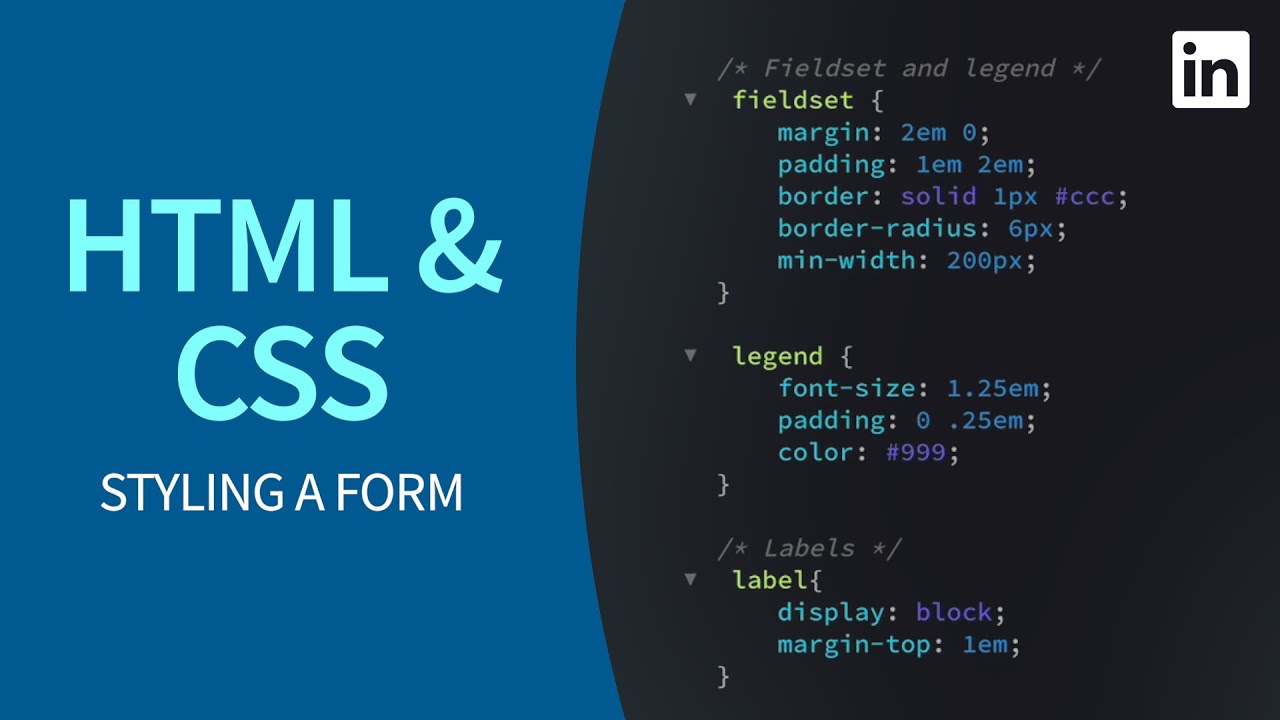 HTML &
CSS
STYLING A FORM
/* Fieldset and legend */
fieldset {
margin: 2em 0;
padding: 1em 2em;
border: solid 1px #ccc;
border-radius: 6px;
min-width: 200px;
}
legend {
font-size: 1.25em;
padding: 0 .25em;
color: #999;
}
/* Labels */
label{
display: block;
margin-top: 1em;
}
in